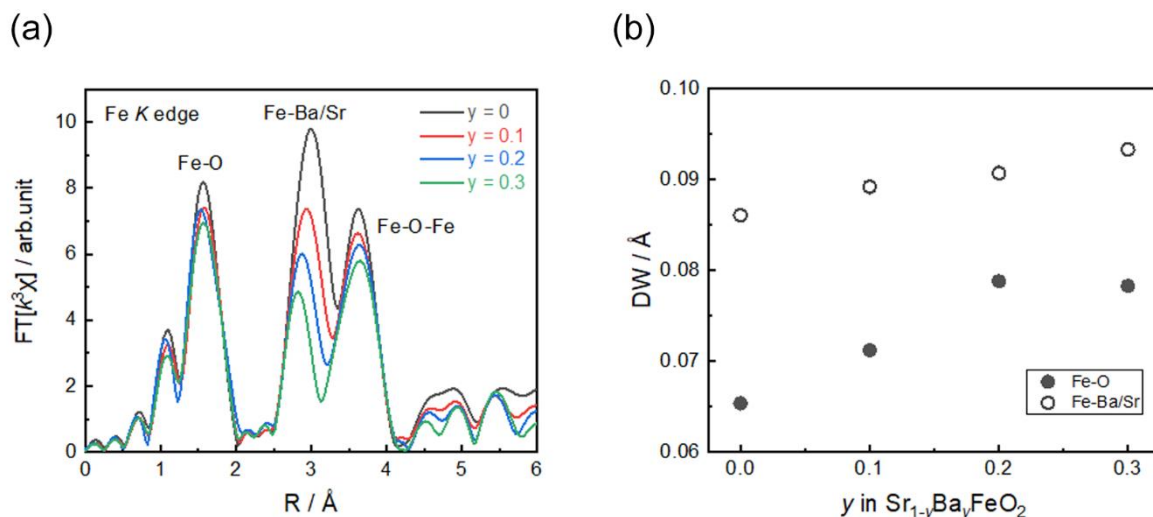 (a)
(b)
Fe K edge
Fe-O
Fe-Ba/Sr
Fe-O-Fe
y = 0
y = 0.1
y = 0.2
y = 0.3
FT[k³χ] / arb.unit
10
8
6
4
2
0
0 1 2 3 4 5 6
R / Å
DW / Å
0.10
0.09
0.08
0.07
0.06
Fe-O
Fe-Ba/Sr
0.0 0.1 0.2 0.3
y in Sr₁₋yBayFeO₂